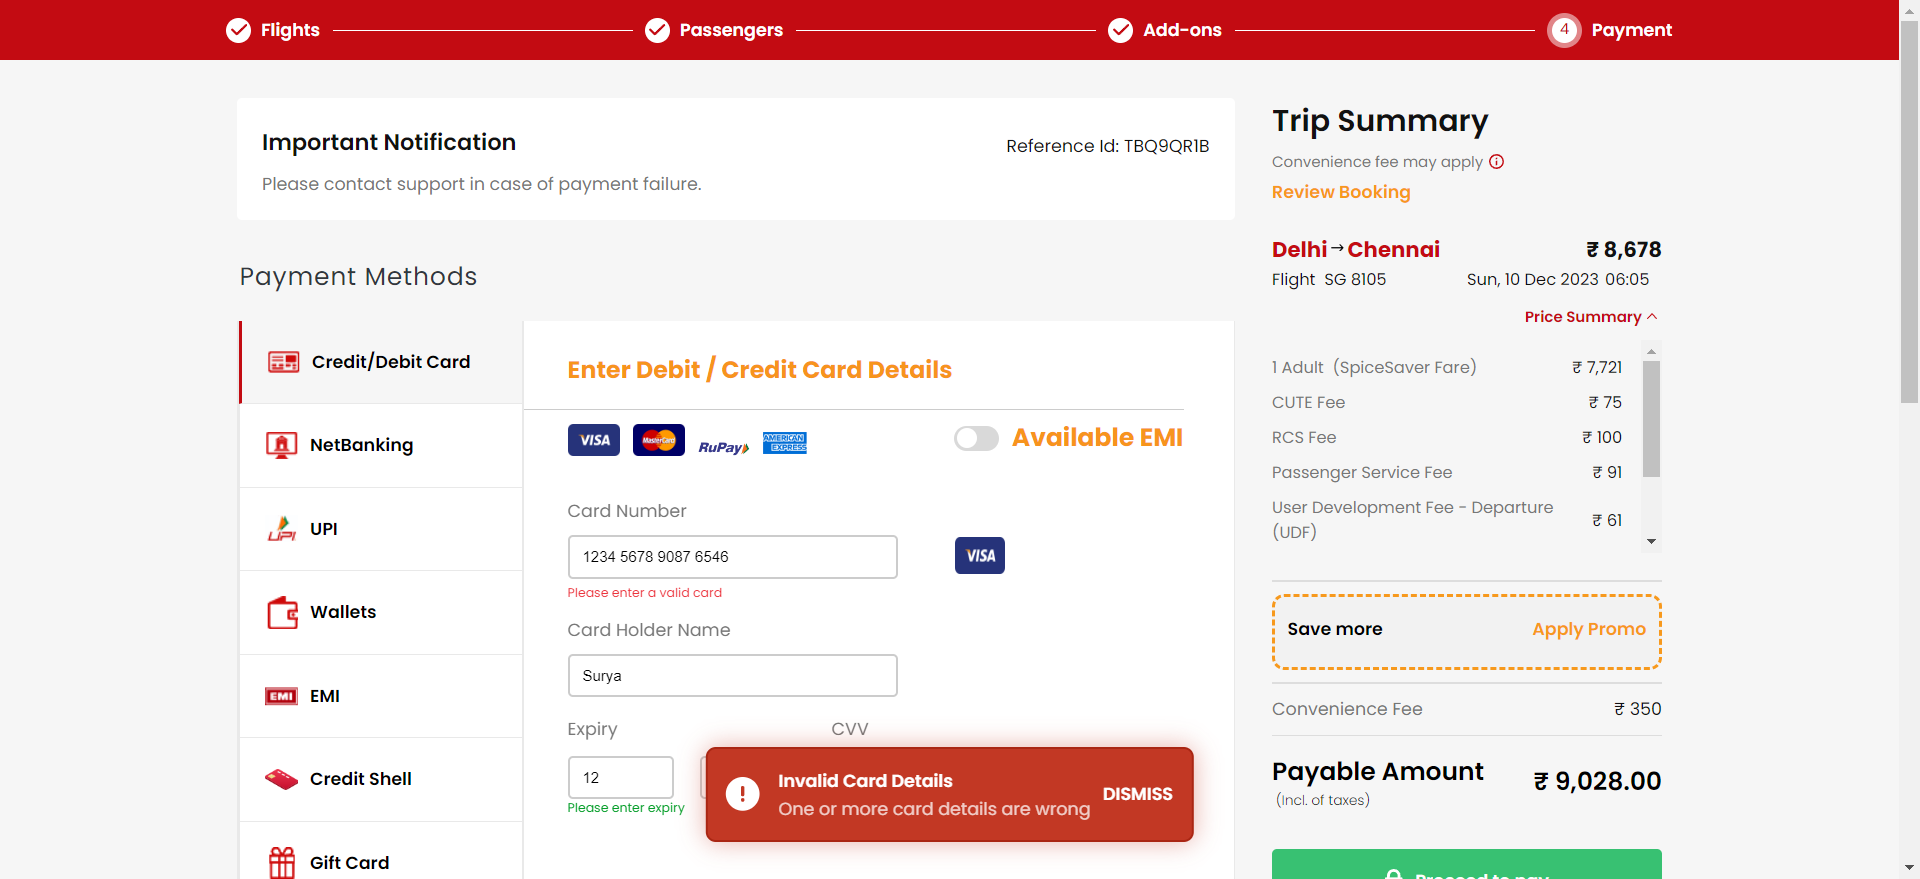 Flights
Passengers
Add-ons
4
Payment
Important Notification
Reference Id: TBQ9QR1B
Please contact support in case of payment failure.
Payment Methods
Credit/Debit Card
NetBanking
UPI
UPI
Wallets
EMI
EMI
Credit Shell
Gift Card
Enter Debit / Credit Card Details
VISA
MasterCard
RuPay
AMERICAN
EXPRESS
Available EMI
Card Number
1234 5678 9087 6546
VISA
Please enter a valid card
Card Holder Name
Surya
Expiry
CVV
12
Please enter expiry
Invalid Card Details
One or more card details are wrong
DISMISS
Trip Summary
Convenience fee may apply
Review Booking
Delhi → Chennai
₹ 8,678
Flight SG 8105
Sun, 10 Dec 2023 06:05
Price Summary
1 Adult (SpiceSaver Fare) ₹ 7,721
CUTE Fee ₹ 75
RCS Fee ₹ 100
Passenger Service Fee ₹ 91
User Development Fee - Departure
(UDF) ₹ 61
Save more
Apply Promo
Convenience Fee ₹ 350
Payable Amount ₹ 9,028.00
(Incl. of taxes)
Proceed to pay